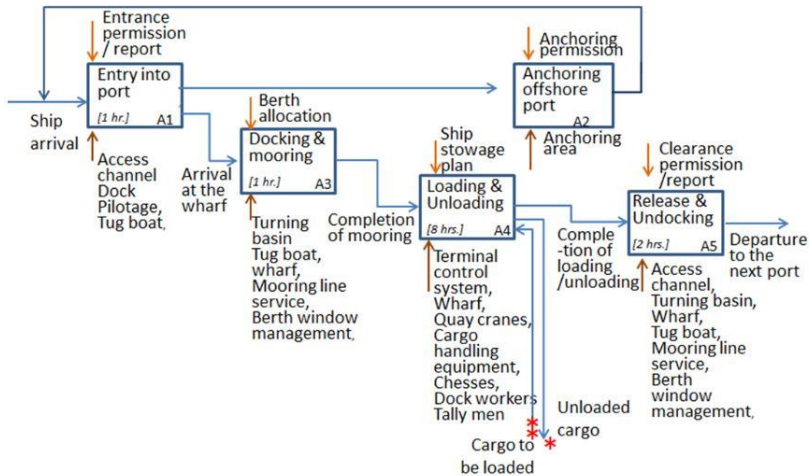 Entrance
permission
/ report
Entry into
port
[1 hr.] A1
Ship
arrival
Access
channel
Dock
Pilotage,
Tug boat,
Anchoring
permission
Anchoring
offshore
port
A2
Anchoring
area
Arrival
at the
wharf
Berth
allocation
Docking &
mooring
[1 hr.] A3
Turning
basin
Tug boat,
wharf,
Mooring line
service,
Berth window
management,
Completion
of mooring
Ship
stowage
plan
Loading &
Unloading
[8 hrs.] A4
Terminal
control
system,
Wharf,
Quay cranes,
Cargo
handling
equipment,
Chesses,
Dock workers
Tally men
Cargo to
be loaded
Unloaded
cargo
Comple
-tion of
loading
/unloading
Clearance
permission
/report
Release &
Undocking
[2 hrs.] A5
Departure
to the
next port
Access
channel,
Turning basin,
Wharf,
Tug boat,
Mooring line
service,
Berth
window
management,